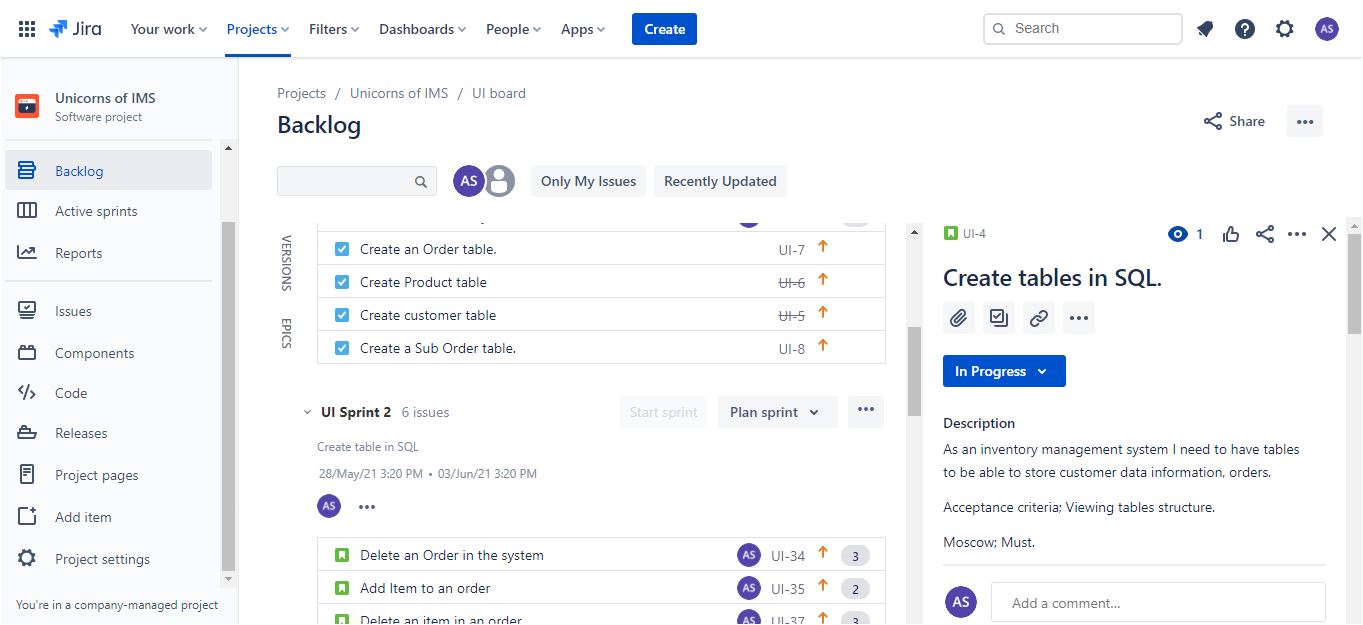 Jira Your work Projects Filters Dashboards People Apps Create Search AS
Unicorns of IMS
Software project
Backlog
Active sprints
Reports
Issues
Components
Code
Releases
Project pages
Add item
Project settings
You're in a company-managed project
Projects / Unicorns of IMS / UI board
Backlog
Share
AS Only My Issues Recently Updated
VERSIONS
EPICS
Create an Order table. UI-7
Create Product table UI-6
Create customer table UI-5
Create a Sub Order table. UI-8
UI Sprint 2 6 issues Start sprint Plan sprint
Create table in SQL
28/May/21 3:20 PM • 03/Jun/21 3:20 PM
AS
Delete an Order in the system AS UI-34 3
Add Item to an order AS UI-35 2
Delete an item in an order AS UI-37 3
UI-4 1
Create tables in SQL.
In Progress
Description
As an inventory management system I need to have tables
to be able to store customer data information, orders.
Acceptance criteria; Viewing tables structure.
Moscow; Must.
AS Add a comment...